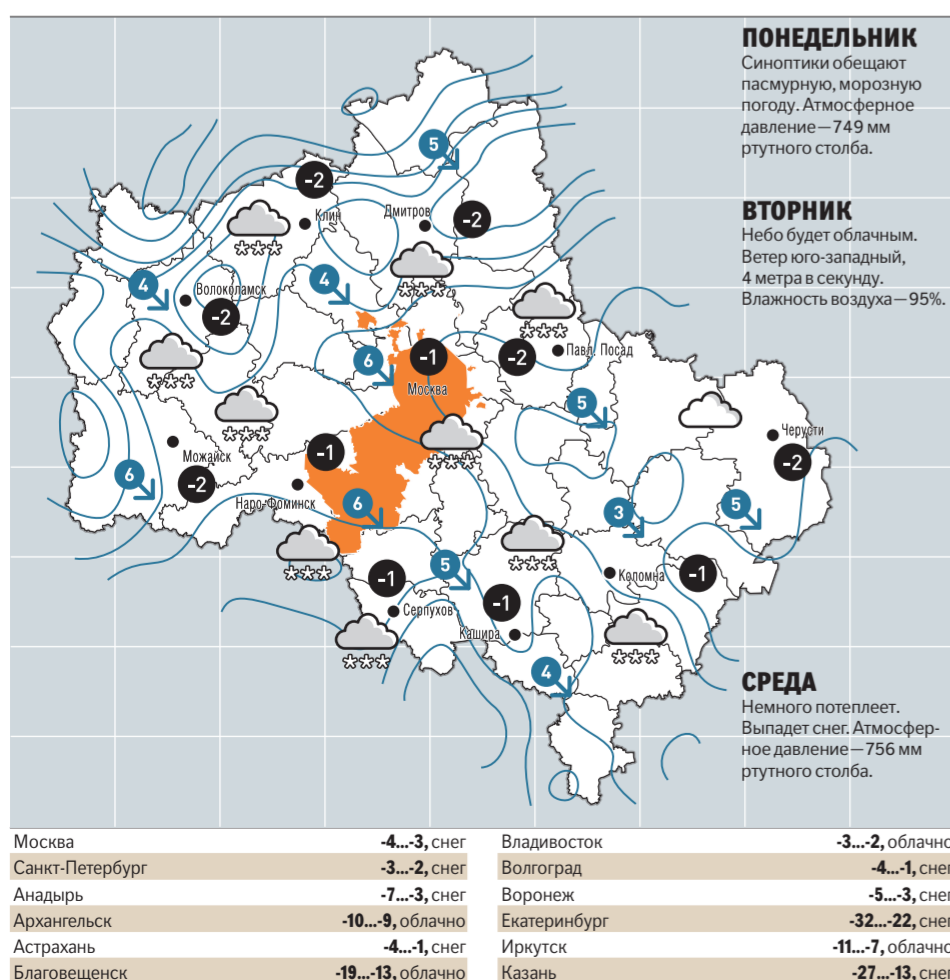 ПОНЕДЕЛЬНИК
Синоптики обещают
пасмурную, морозную
погоду. Атмосферное
давление—749 мм
ртутного столба.
ВТОРНИК
Небо будет облачным.
Ветер юго-западный,
4 метра в секунду.
Влажность воздуха—95%.
СРЕДА
Немного потеплеет.
Выпадет снег. Атмосфер-
ное давление—756 мм
ртутного столба.
5
-2
Клин
Дмитров
-2
4
Волоколамск
-2
4
6
-1
Москва
-2
Павл. Посад
5
Черусти
-2
Можайск
-2
6
-1
Наро-Фоминск
6
3
5
5
-1
Серпухов
-1
Кашира
Коломна
-1
4
Москва -4...-3, снег
Санкт-Петербург -3...-2, снег
Анадырь -7...-3, снег
Архангельск -10...-9, облачно
Астрахань -4...-1, снег
Благовещенск -19...-13, облачно
Владивосток -3...-2, облачно
Волгоград -4...-1, снег
Воронеж -5...-3, снег
Екатеринбург -32...-22, снег
Иркутск -11...-7, облачно
Казань -27...-13, снег